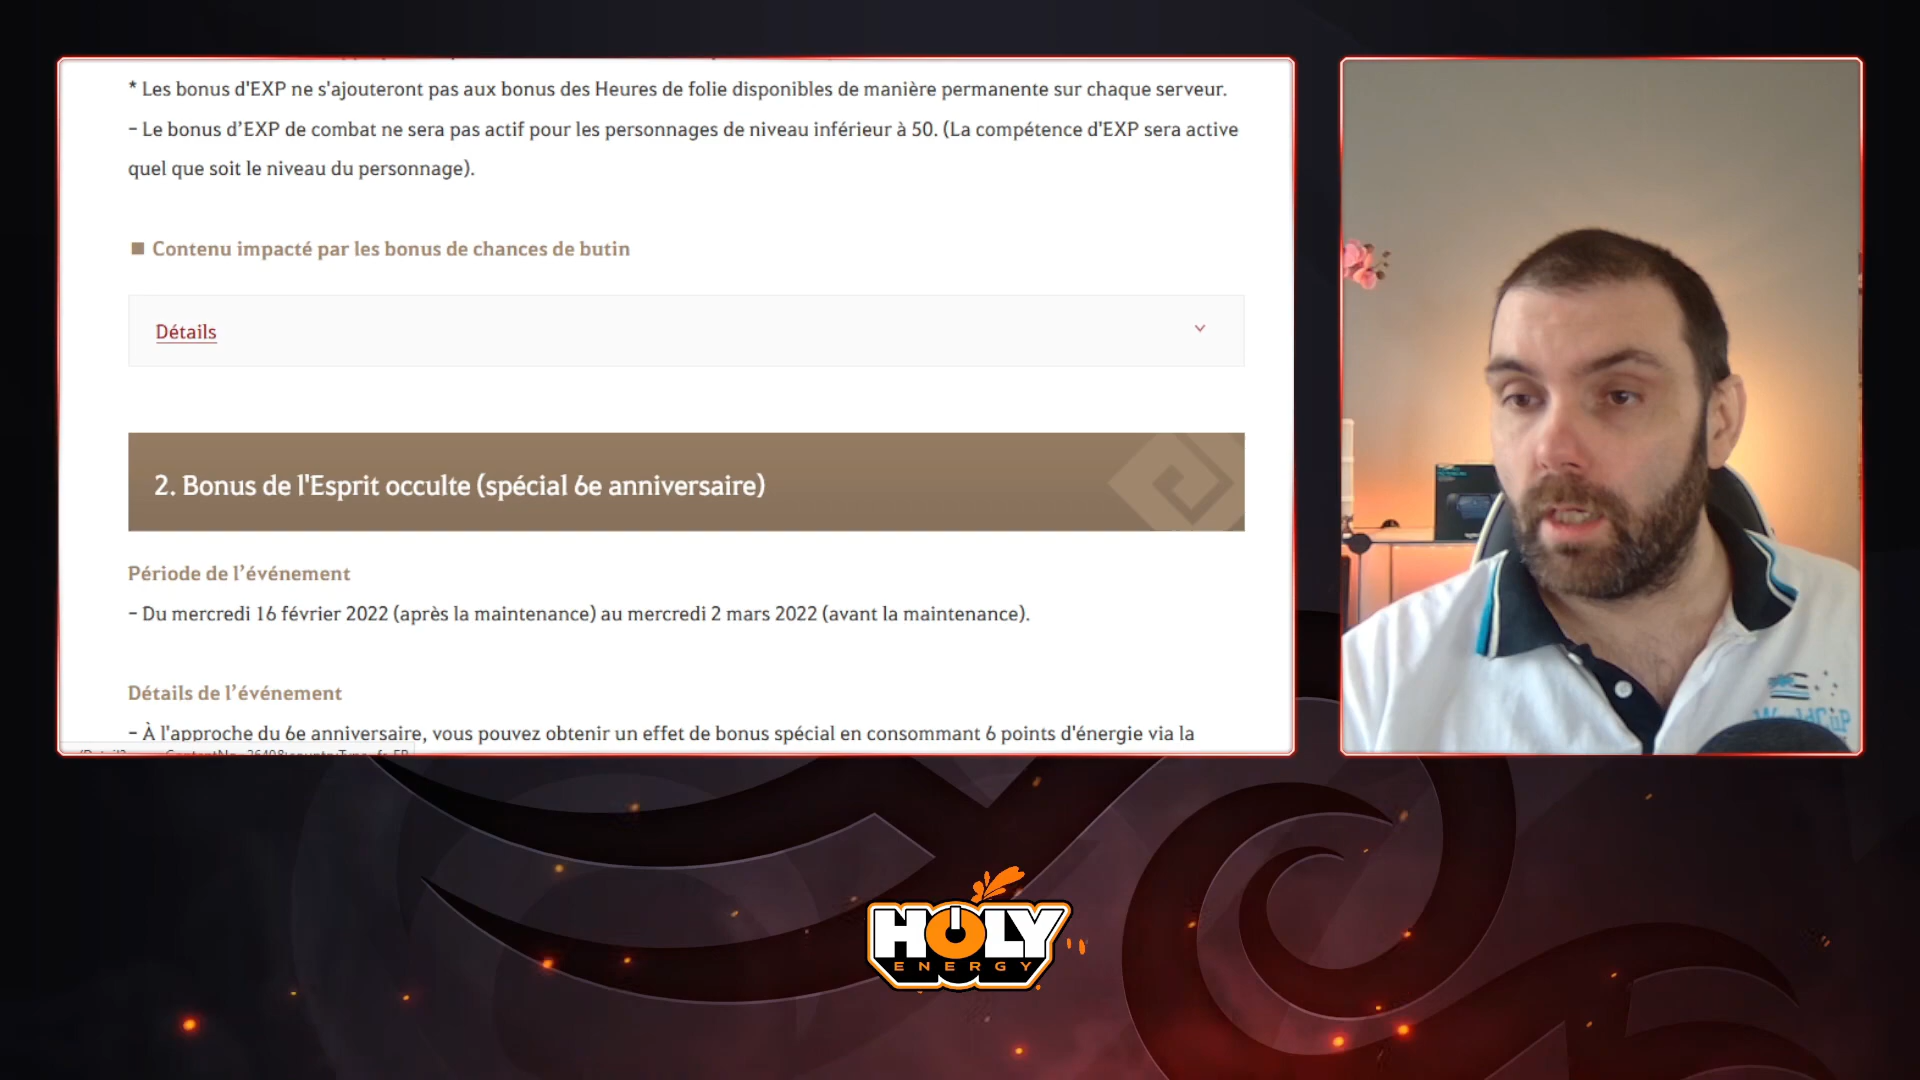 * Les bonus d'EXP ne s'ajouteront pas aux bonus des Heures de folie disponibles de manière permanente sur chaque serveur.
- Le bonus d’EXP de combat ne sera pas actif pour les personnages de niveau inférieur à 50. (La compétence d'EXP sera active
quel que soit le niveau du personnage).
■ Contenu impacté par les bonus de chances de butin
Détails
2. Bonus de l'Esprit occulte (spécial 6e anniversaire)
Période de l’événement
- Du mercredi 16 février 2022 (après la maintenance) au mercredi 2 mars 2022 (avant la maintenance).
Détails de l’événement
- À l'approche du 6e anniversaire, vous pouvez obtenir un effet de bonus spécial en consommant 6 points d'énergie via la
WorldCup
HOLY
ENERGY